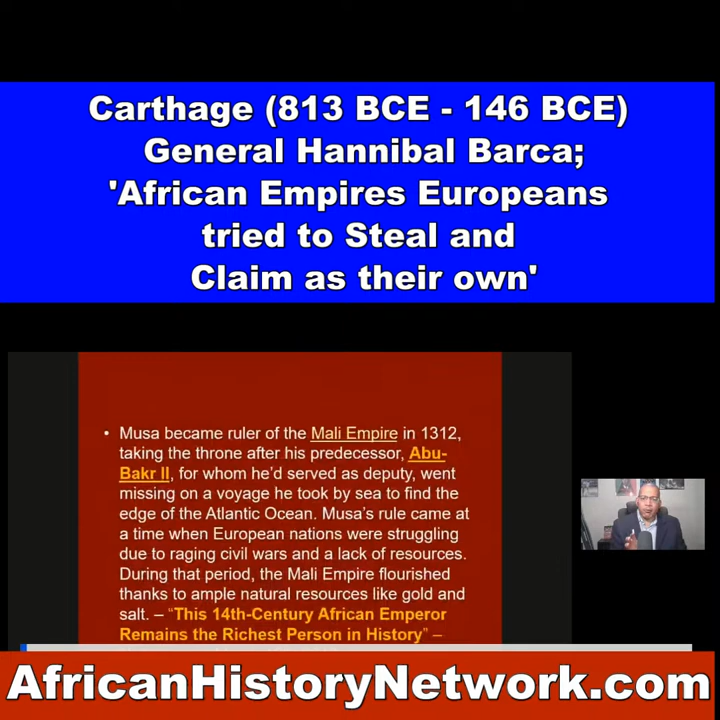 Carthage (813 BCE - 146 BCE)
General Hannibal Barca;
'African Empires Europeans
tried to Steal and
Claim as their own'
• Musa became ruler of the Mali Empire in 1312,
taking the throne after his predecessor, Abu-
Bakr II, for whom he'd served as deputy, went
missing on a voyage he took by sea to find the
edge of the Atlantic Ocean. Musa's rule came at
a time when European nations were struggling
due to raging civil wars and a lack of resources.
During that period, the Mali Empire flourished
thanks to ample natural resources like gold and
salt. – "This 14th-Century African Emperor
Remains the Richest Person in History" –
AfricanHistoryNetwork.com